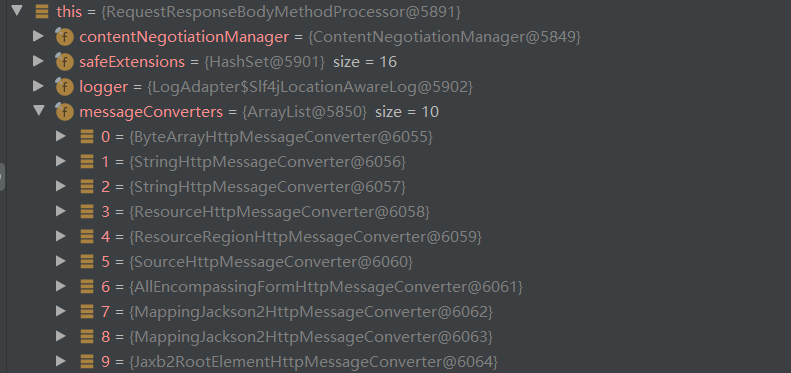 this = {RequestResponseBodyMethodProcessor@5891}
f contentNegotiationManager = {ContentNegotiationManager@5849}
f safeExtensions = {HashSet@5901} size = 16
f logger = {LogAdapter$Slf4jLocationAwareLog@5902}
f messageConverters = {ArrayList@5850} size = 10
0 = {ByteArrayHttpMessageConverter@6055}
1 = {StringHttpMessageConverter@6056}
2 = {StringHttpMessageConverter@6057}
3 = {ResourceHttpMessageConverter@6058}
4 = {ResourceRegionHttpMessageConverter@6059}
5 = {SourceHttpMessageConverter@6060}
6 = {AllEncompassingFormHttpMessageConverter@6061}
7 = {MappingJackson2HttpMessageConverter@6062}
8 = {MappingJackson2HttpMessageConverter@6063}
9 = {Jaxb2RootElementHttpMessageConverter@6064}